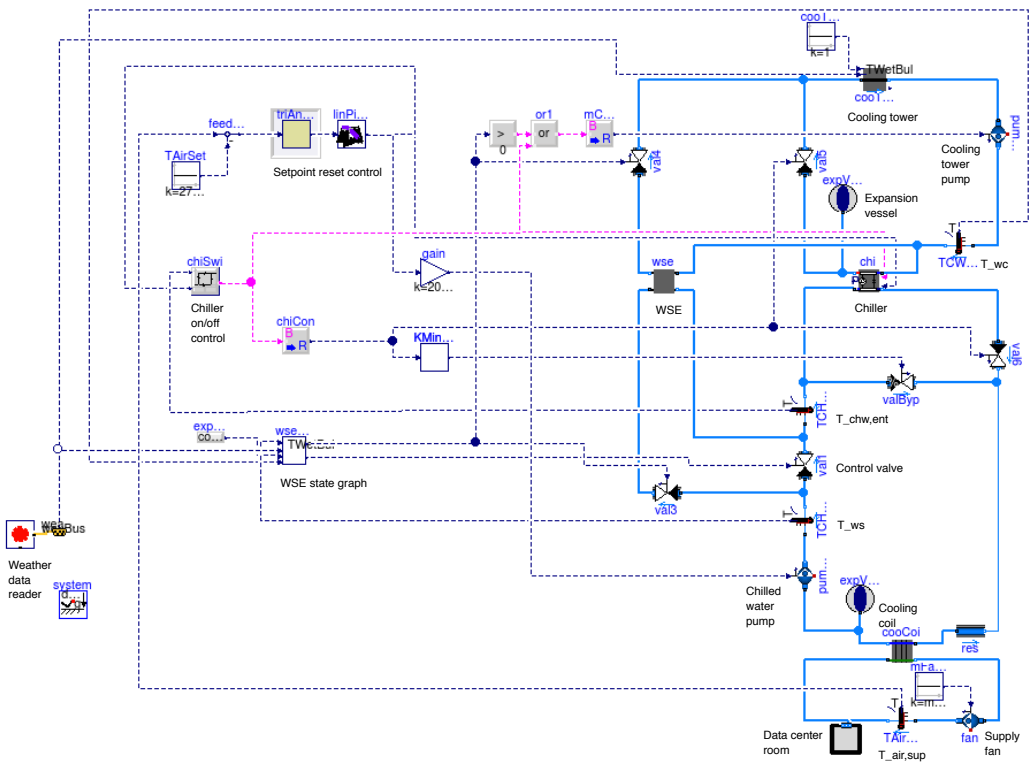 coo1...
k=1
TWetBul
coo1...
Cooling tower
feed...
triAn...
linPi...
or1
mC...
>
0
or
B
R
pum...
Cooling
tower
pump
TAirSet
k=27...
Setpoint reset control
val4
val5
expV...
Expansion
vessel
T
TCW...
T_wc
chiSwi
gain
k=20...
wse
WSE
chi
Chiller
Chiller
on/off
control
chiCon
B
R
KMin...
val6
valByp
T
TCH...
T_chw,ent
exp...
co...
wse...
TWetBul
WSE state graph
val1
Control valve
val3
T
TCH...
T_ws
weaBus
Weather
data
reader
system
Chilled
water
pump
pum...
expV...
Cooling
coil
cooCoi
res
mFa...
k=m...
T
Data center
room
TAir...
T_air,sup
fan
Supply
fan